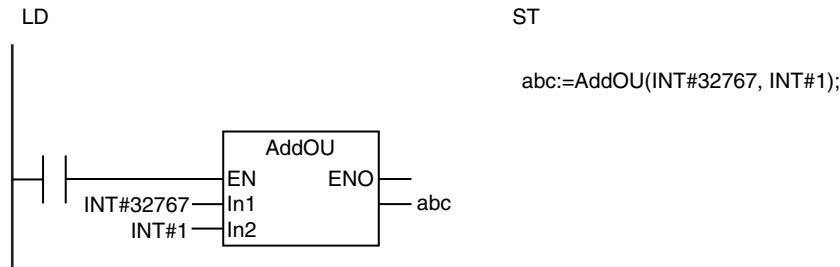 LD
ST
abc:=AddOU(INT#32767, INT#1);
AddOU
EN ENO
INT#32767 In1 abc
INT#1 In2